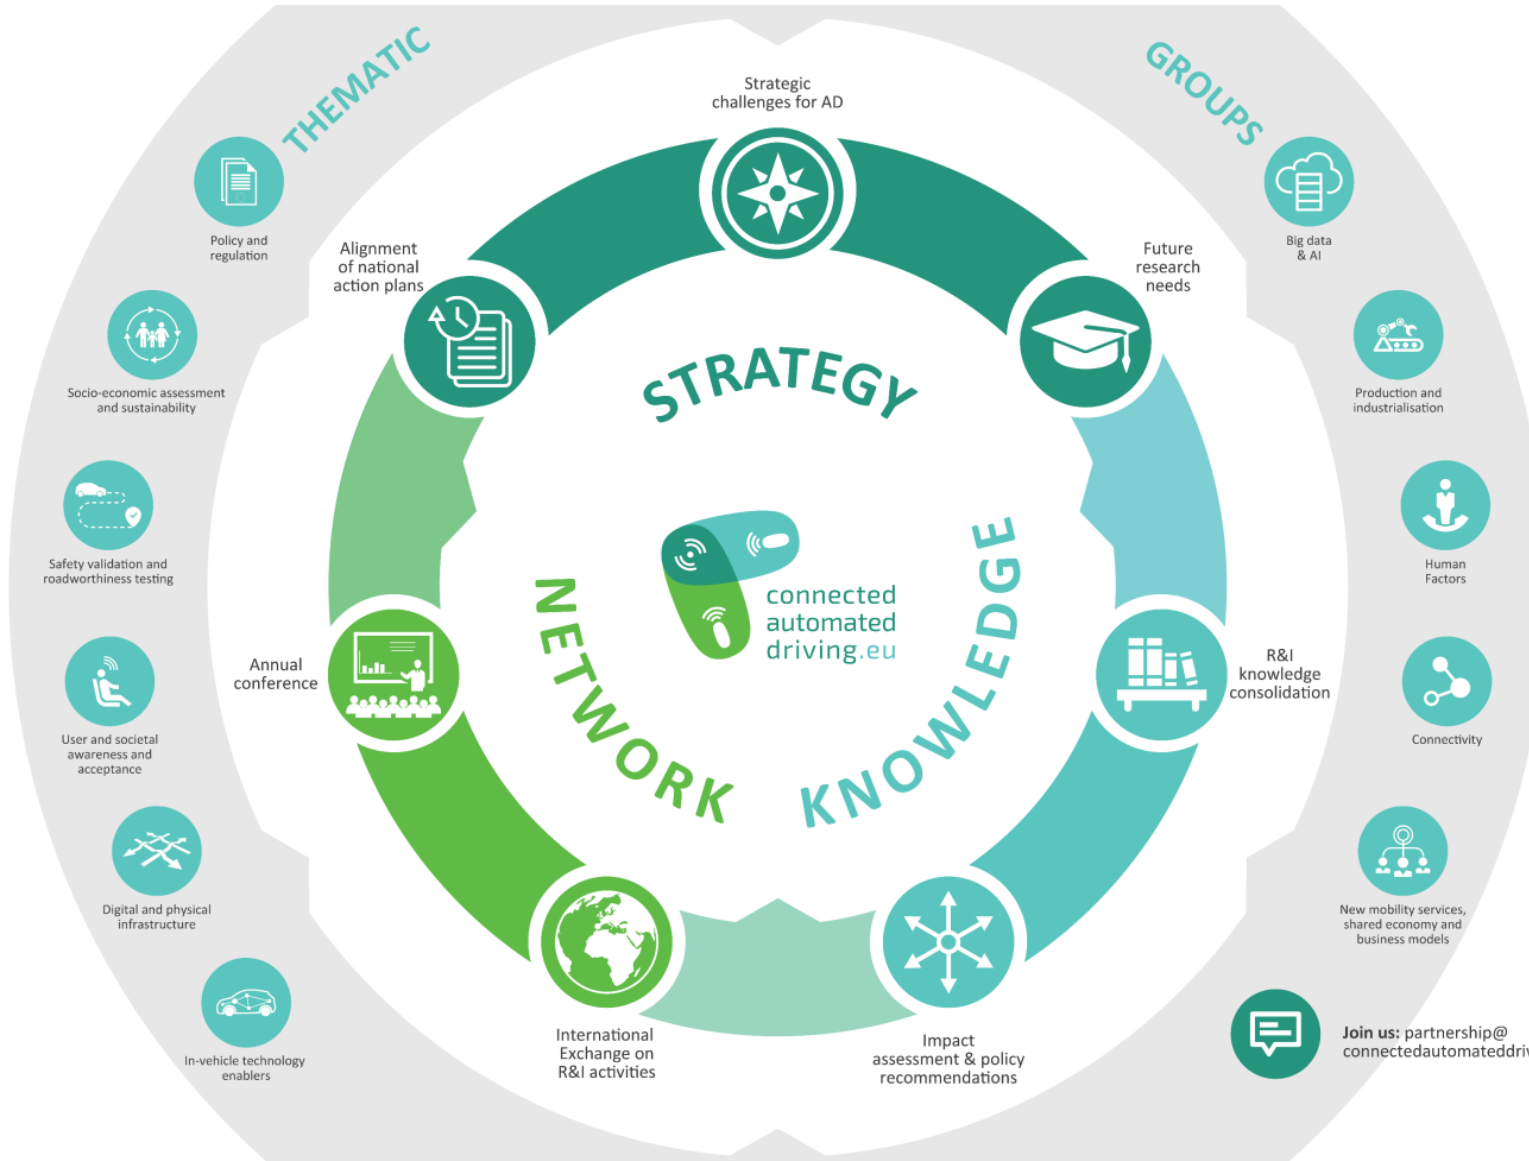 THEMATIC
GROUPS
Strategic
challenges for AD
Policy and
regulation
Alignment
of national
action plans
Future
research
needs
Big data
& AI
Socio-economic assessment
and sustainability
Production and
industrialisation
STRATEGY
Safety validation and
roadworthiness testing
Human
Factors
NETWORK
connected
automated
driving.eu
KNOWLEDGE
Annual
conference
R&I
knowledge
consolidation
User and societal
awareness and
acceptance
Connectivity
Digital and physical
infrastructure
New mobility services,
shared economy and
business models
International
Exchange on
R&I activities
Impact
assessment & policy
recommendations
In-vehicle technology
enablers
Join us: partnership@
connectedautomateddriv